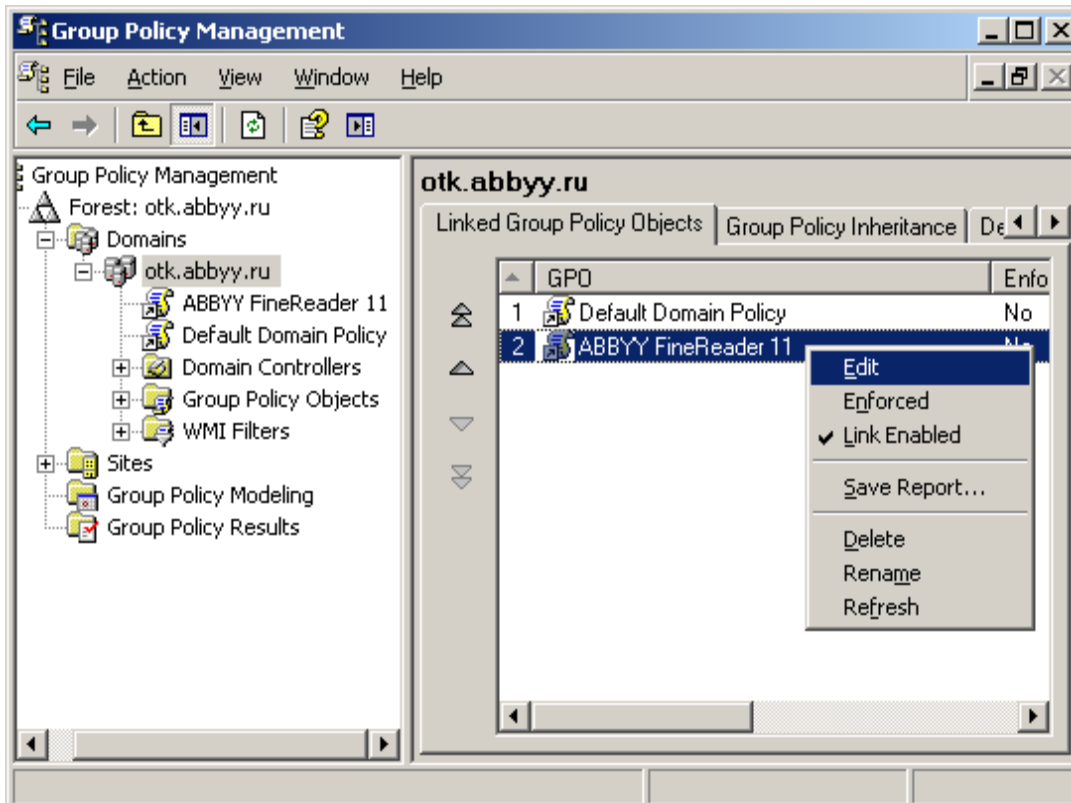 Group Policy Management
File Action View Window Help
Group Policy Management
Forest: otk.abbyy.ru
Domains
otk.abbyy.ru
ABBYY FineReader 11
Default Domain Policy
Domain Controllers
Group Policy Objects
WMI Filters
Sites
Group Policy Modeling
Group Policy Results
otk.abbyy.ru
Linked Group Policy Objects Group Policy Inheritance De
GPO Enfo
1 Default Domain Policy No
2 ABBYY FineReader 11 No
Edit
Enforced
Link Enabled
Save Report...
Delete
Rename
Refresh